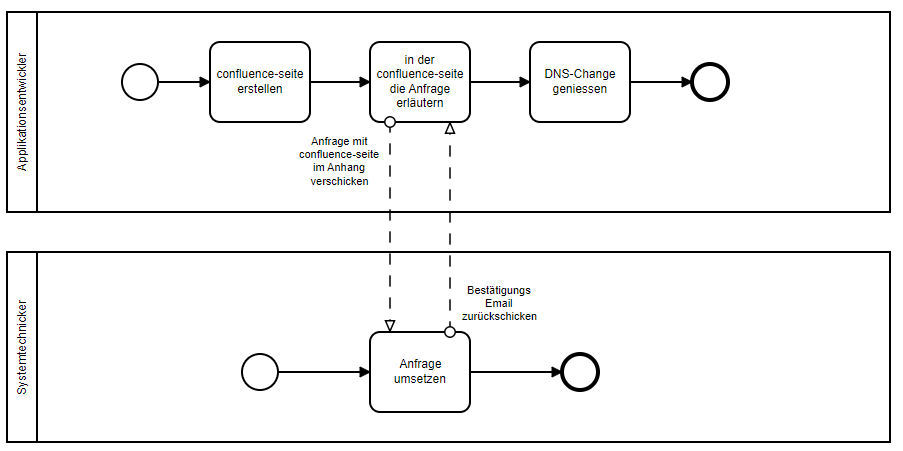 Applikationsentwickler
confluence-seite
erstellen
in der
confluence-seite
die Anfrage
erläutern
DNS-Change
geniessen
Anfrage mit
confluence-seite
im Anhang
verschicken
Systemtechnicker
Bestätigungs
Email
zurückschicken
Anfrage
umsetzen